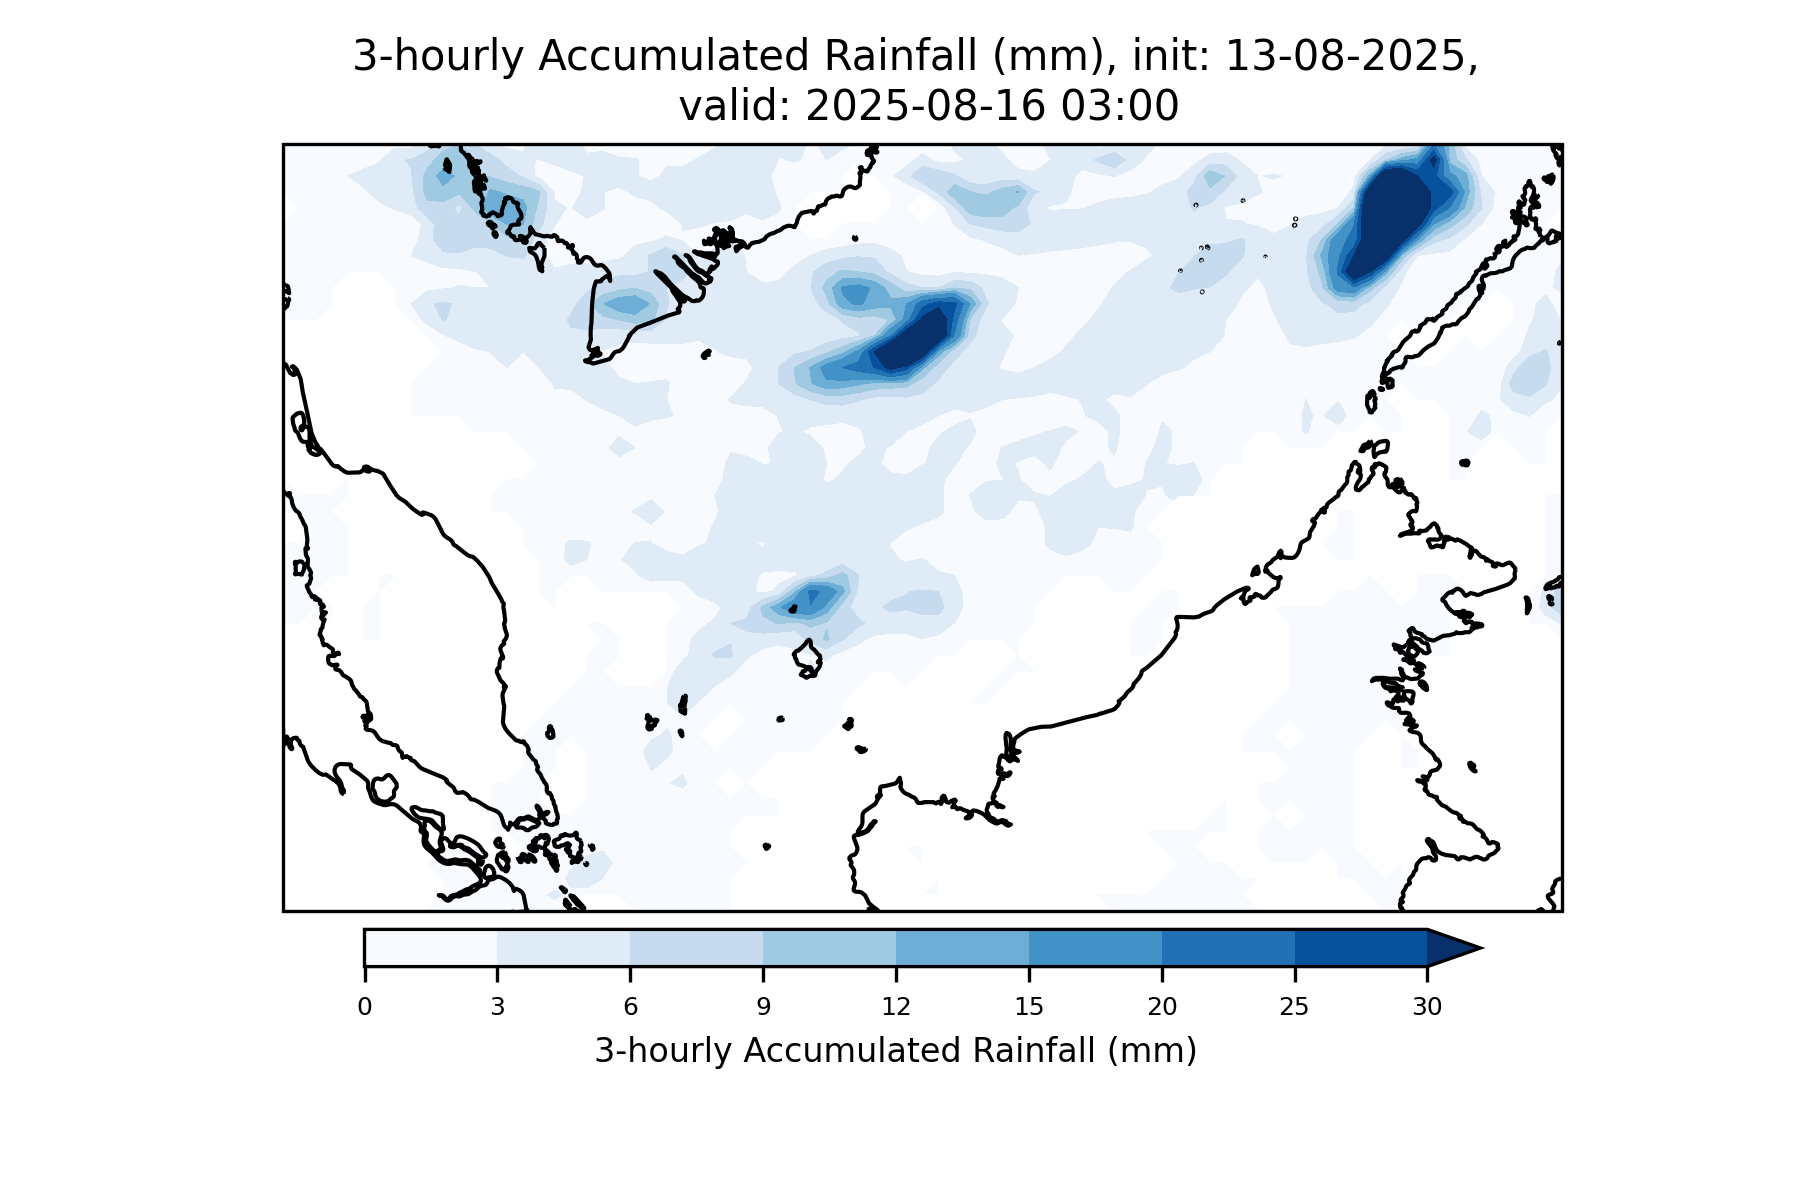 3-hourly Accumulated Rainfall (mm), init: 13-08-2025,
valid: 2025-08-16 03:00
0 3 6 9 12 15 20 25 30
3-hourly Accumulated Rainfall (mm)